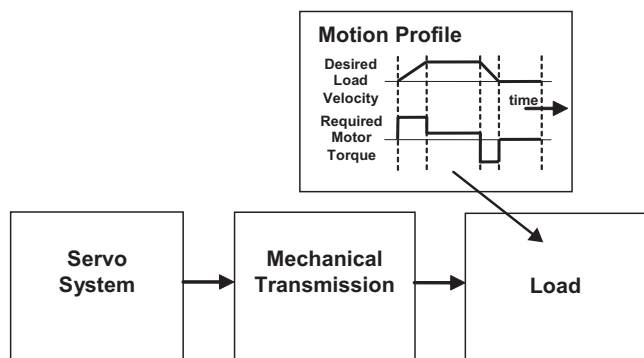 Motion Profile
Desired
Load
Velocity
time
Required
Motor
Torque
Servo
System
Mechanical
Transmission
Load